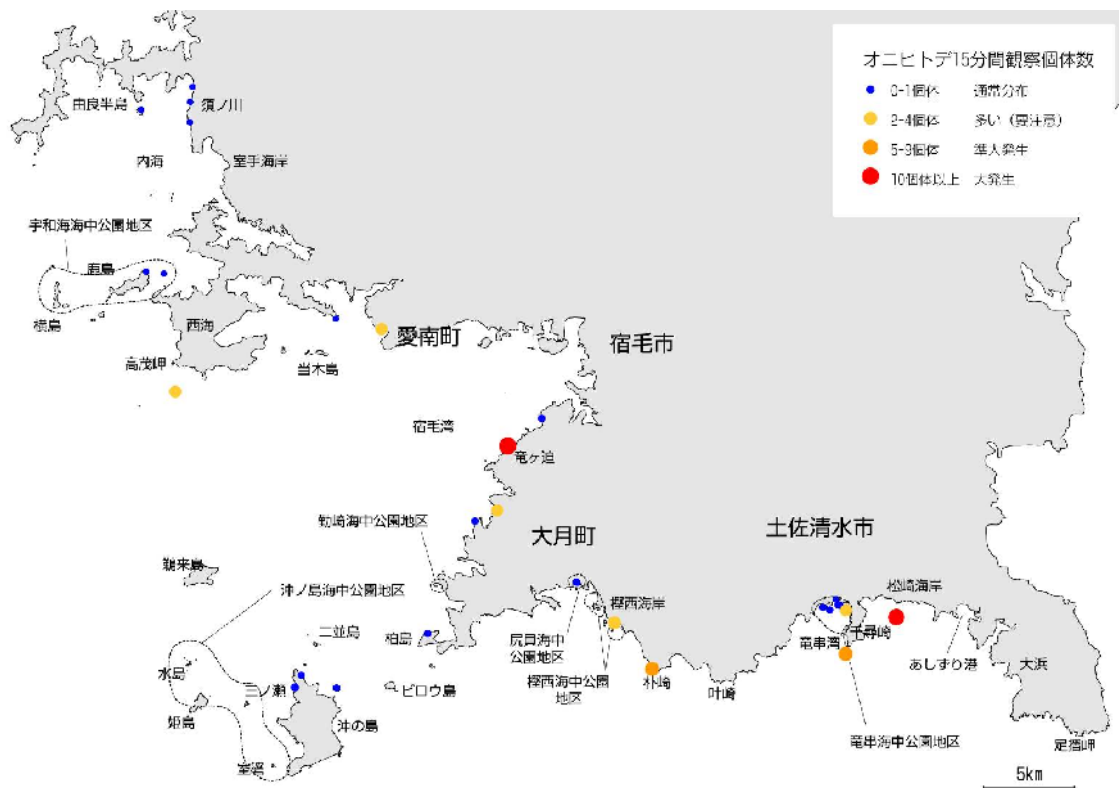 オニヒトデ15分間観察個体数
0-1個体 通常分布
2-4個体 多い（要注意）
5-9個体 準大発生
10個体以上 大発生
由良半島
須ノ川
内海
室手海岸
宇和海海中公園地区
鹿島
横島
西海
愛南町
宿毛市
高茂岬
当木島
宿毛湾
竜ヶ迫
勤崎海中公園地区
大月町
土佐清水市
鵜来島
沖ノ島海中公園地区
樫西海岸
松崎海岸
二並島
柏島
尻貝海中
公園地区
竜串湾
千尋崎
あしずり港
大浜
水島
三ノ瀬
ビロウ島
樫西海中公園
地区
朴崎
叶崎
姫島
沖の島
竜串海中公園地区
足摺岬
室碆
5km